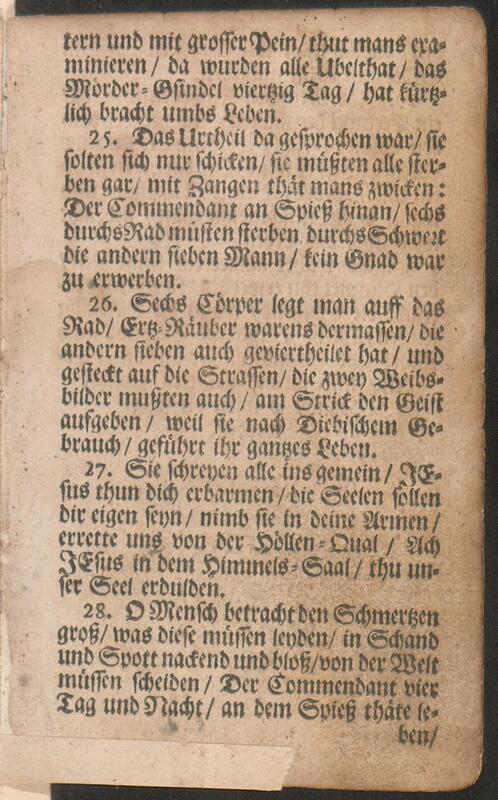 tern und mit grosser Pein/ thut mans exa-
minieren / da wurden alle Ubelthat / das
Mörder-Gsindel viertzig Tag / hat kürtz-
lich bracht umbs Leben.
25. Das Urtheil da gesprochen war/ sie
solten sich nur schicken/ sie müßten alle ster-
ben gar/ mit Zangen thät mans zwicken:
Der Commendant an Spieß hinan/ sechs
durchs Rad müsten sterben durchs Schwert
die andern sieben Mann/ kein Gnad war
zu erwerben.
26. Sechs Cörper legt man auff das
Rad/ Ertz-Räuber warens dermassen/ die
andern sieben auch geviertheilet hat / und
gesteckt auf die Strassen/ die zwey Weibs-
bilder mußten auch/ am Strick den Geist
aufgeben / weil sie nach Diebischem Ge-
brauch/ geführt ihr gantzes Leben.
27. Sie schreyen alle ins gemein/ JE-
sus thun dich erbarmen/ die Seelen sollen
dir eigen seyn/ nimb sie in deine Armen/
errette uns von der Höllen-Qual / Ach
JEsus in dem Himmels-Saal/ thu un-
ser Seel erdulden.
28. O Mensch betracht den Schmertzen
groß/ was diese müssen leyden/ in Schand
und Spott nackend und bloß/ von der Welt
müssen scheiden/ Der Commendant vier
Tag und Nacht/ an dem Spieß thäte le-
ben/